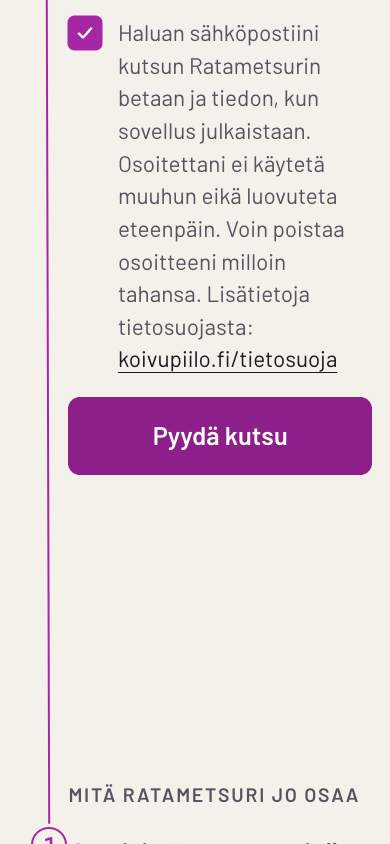 Haluan sähköpostiini
kutsun Ratametsurin
betaan ja tiedon, kun
sovellus julkaistaan.
Osoitettani ei käytetä
muuhun eikä luovuteta
eteenpäin. Voin poistaa
osoitteeni milloin
tahansa. Lisätietoja
tietosuojasta:
koivupiilo.fi/tietosuoja
Pyydä kutsu
MITÄ RATAMETSURI JO OSAA
1